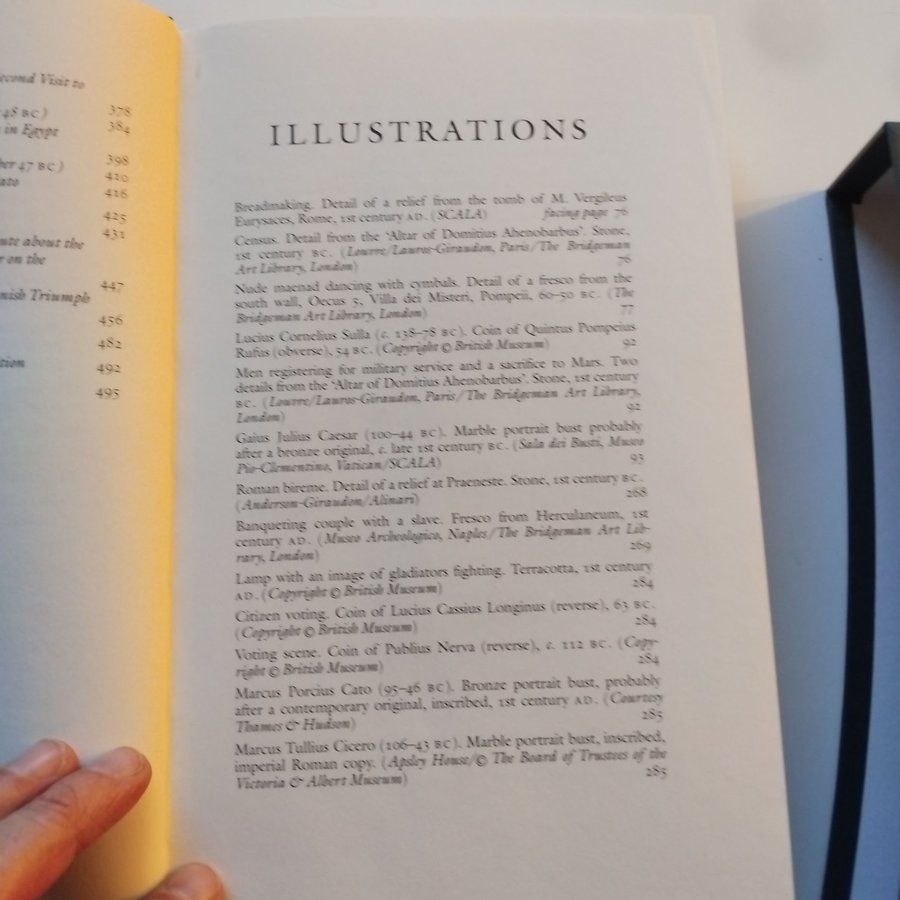 Second Visit to
48 BC) 378
in Egypt 384
ber 47 BC) 398
ato 410
416
425
431
ute about the
r on the
447
nish Triumph
456
482
tion 492
495
ILLUSTRATIONS
Breadmaking. Detail of a relief from the tomb of M. Vergileus
Eurysaces, Rome, 1st century AD. (SCALA) facing page 76
Census. Detail from the ‘Altar of Domitius Ahenobarbus’. Stone,
1st century BC. (Louvre/Lauros-Giraudon, Paris/The Bridgeman
Art Library, London) 76
Nude maenad dancing with cymbals. Detail of a fresco from the
south wall, Oecus 5, Villa dei Misteri, Pompeii, 60–50 BC. (The
Bridgeman Art Library, London) 77
Lucius Cornelius Sulla (c. 138–78 BC). Coin of Quintus Pompeius
Rufus (obverse), 54 BC. (Copyright © British Museum) 92
Men registering for military service and a sacrifice to Mars. Two
details from the ‘Altar of Domitius Ahenobarbus’. Stone, 1st century
BC. (Louvre/Lauros-Giraudon, Paris/The Bridgeman Art Library,
London) 92
Gaius Julius Caesar (100–44 BC). Marble portrait bust probably
after a bronze original, c. late 1st century BC. (Sala dei Busti, Museo
Pio-Clementino, Vatican/SCALA) 93
Roman bireme. Detail of a relief at Praeneste. Stone, 1st century BC.
(Anderson-Giraudon/Alinari) 268
Banqueting couple with a slave. Fresco from Herculaneum, 1st
century AD. (Museo Archeologico, Naples/The Bridgeman Art Lib-
rary, London) 269
Lamp with an image of gladiators fighting. Terracotta, 1st century
AD. (Copyright © British Museum) 284
Citizen voting. Coin of Lucius Cassius Longinus (reverse), 63 BC.
(Copyright © British Museum) 284
Voting scene. Coin of Publius Nerva (reverse), c. 112 BC. (Copy-
right © British Museum) 284
Marcus Porcius Cato (95–46 BC). Bronze portrait bust, probably
after a contemporary original, inscribed, 1st century AD. (Courtesy
Thames & Hudson) 285
Marcus Tullius Cicero (106–43 BC). Marble portrait bust, inscribed,
imperial Roman copy. (Apsley House/© The Board of Trustees of the
Victoria & Albert Museum) 285